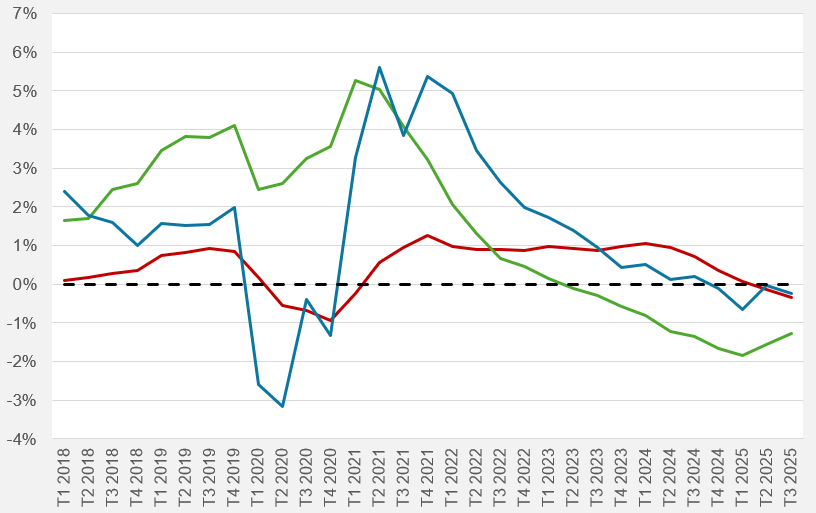 7%
6%
5%
4%
3%
2%
1%
0%
-1%
-2%
-3%
-4%
T1 2018
T2 2018
T3 2018
T4 2018
T1 2019
T2 2019
T3 2019
T4 2019
T1 2020
T2 2020
T3 2020
T4 2020
T1 2021
T2 2021
T3 2021
T4 2021
T1 2022
T2 2022
T3 2022
T4 2022
T1 2023
T2 2023
T3 2023
T4 2023
T1 2024
T2 2024
T3 2024
T4 2024
T1 2025
T2 2025
T3 2025